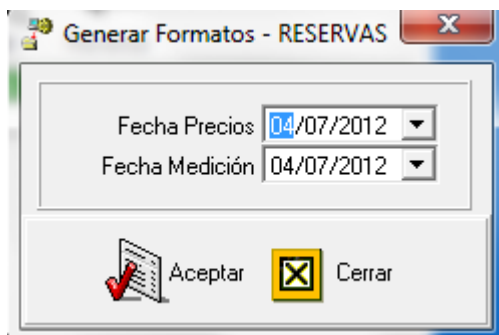 Generar Formatos - RESERVAS
Fecha Precios 04/07/2012
Fecha Medición 04/07/2012
Aceptar Cerrar